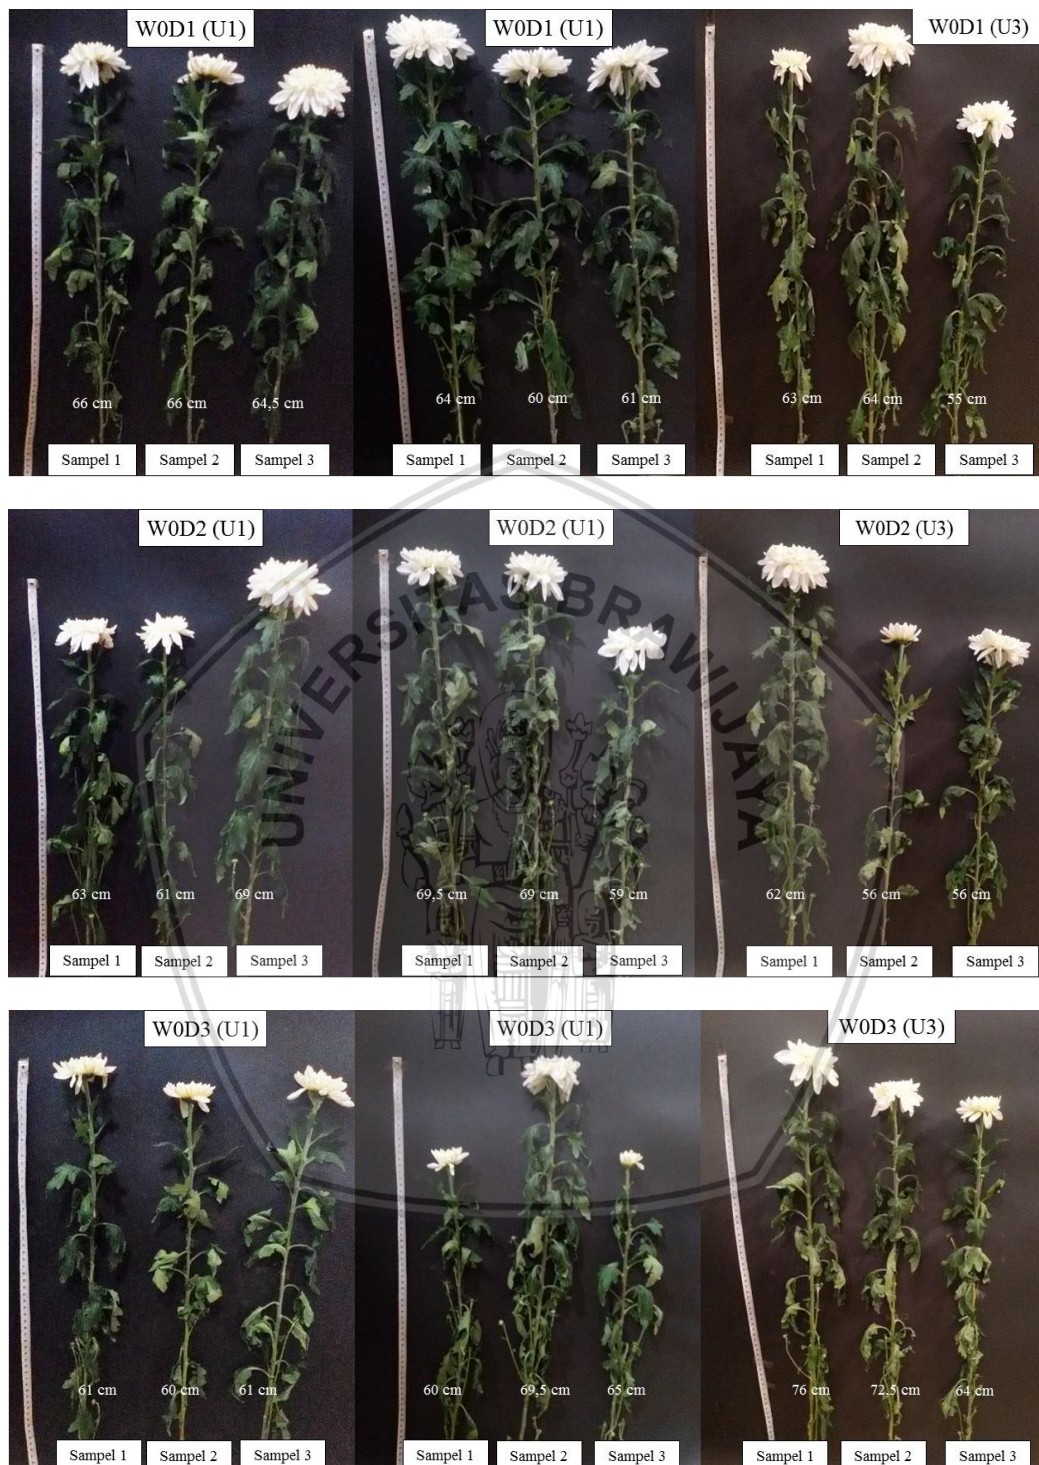 W0D1 (U1)
W0D1 (U1)
W0D1 (U3)
66 cm
66 cm
64,5 cm
64 cm
60 cm
61 cm
63 cm
64 cm
55 cm
Sampel 1
Sampel 2
Sampel 3
Sampel 1
Sampel 2
Sampel 3
Sampel 1
Sampel 2
Sampel 3
W0D2 (U1)
W0D2 (U1)
W0D2 (U3)
UNIVERSITAS BRAWIJAYA
63 cm
61 cm
69 cm
69,5 cm
69 cm
59 cm
62 cm
56 cm
56 cm
Sampel 1
Sampel 2
Sampel 3
Sampel 1
Sampel 2
Sampel 3
Sampel 1
Sampel 2
Sampel 3
W0D3 (U1)
W0D3 (U1)
W0D3 (U3)
61 cm
60 cm
61 cm
60 cm
69,5 cm
65 cm
76 cm
72,5 cm
64 cm
Sampel 1
Sampel 2
Sampel 3
Sampel 1
Sampel 2
Sampel 3
Sampel 1
Sampel 2
Sampel 3